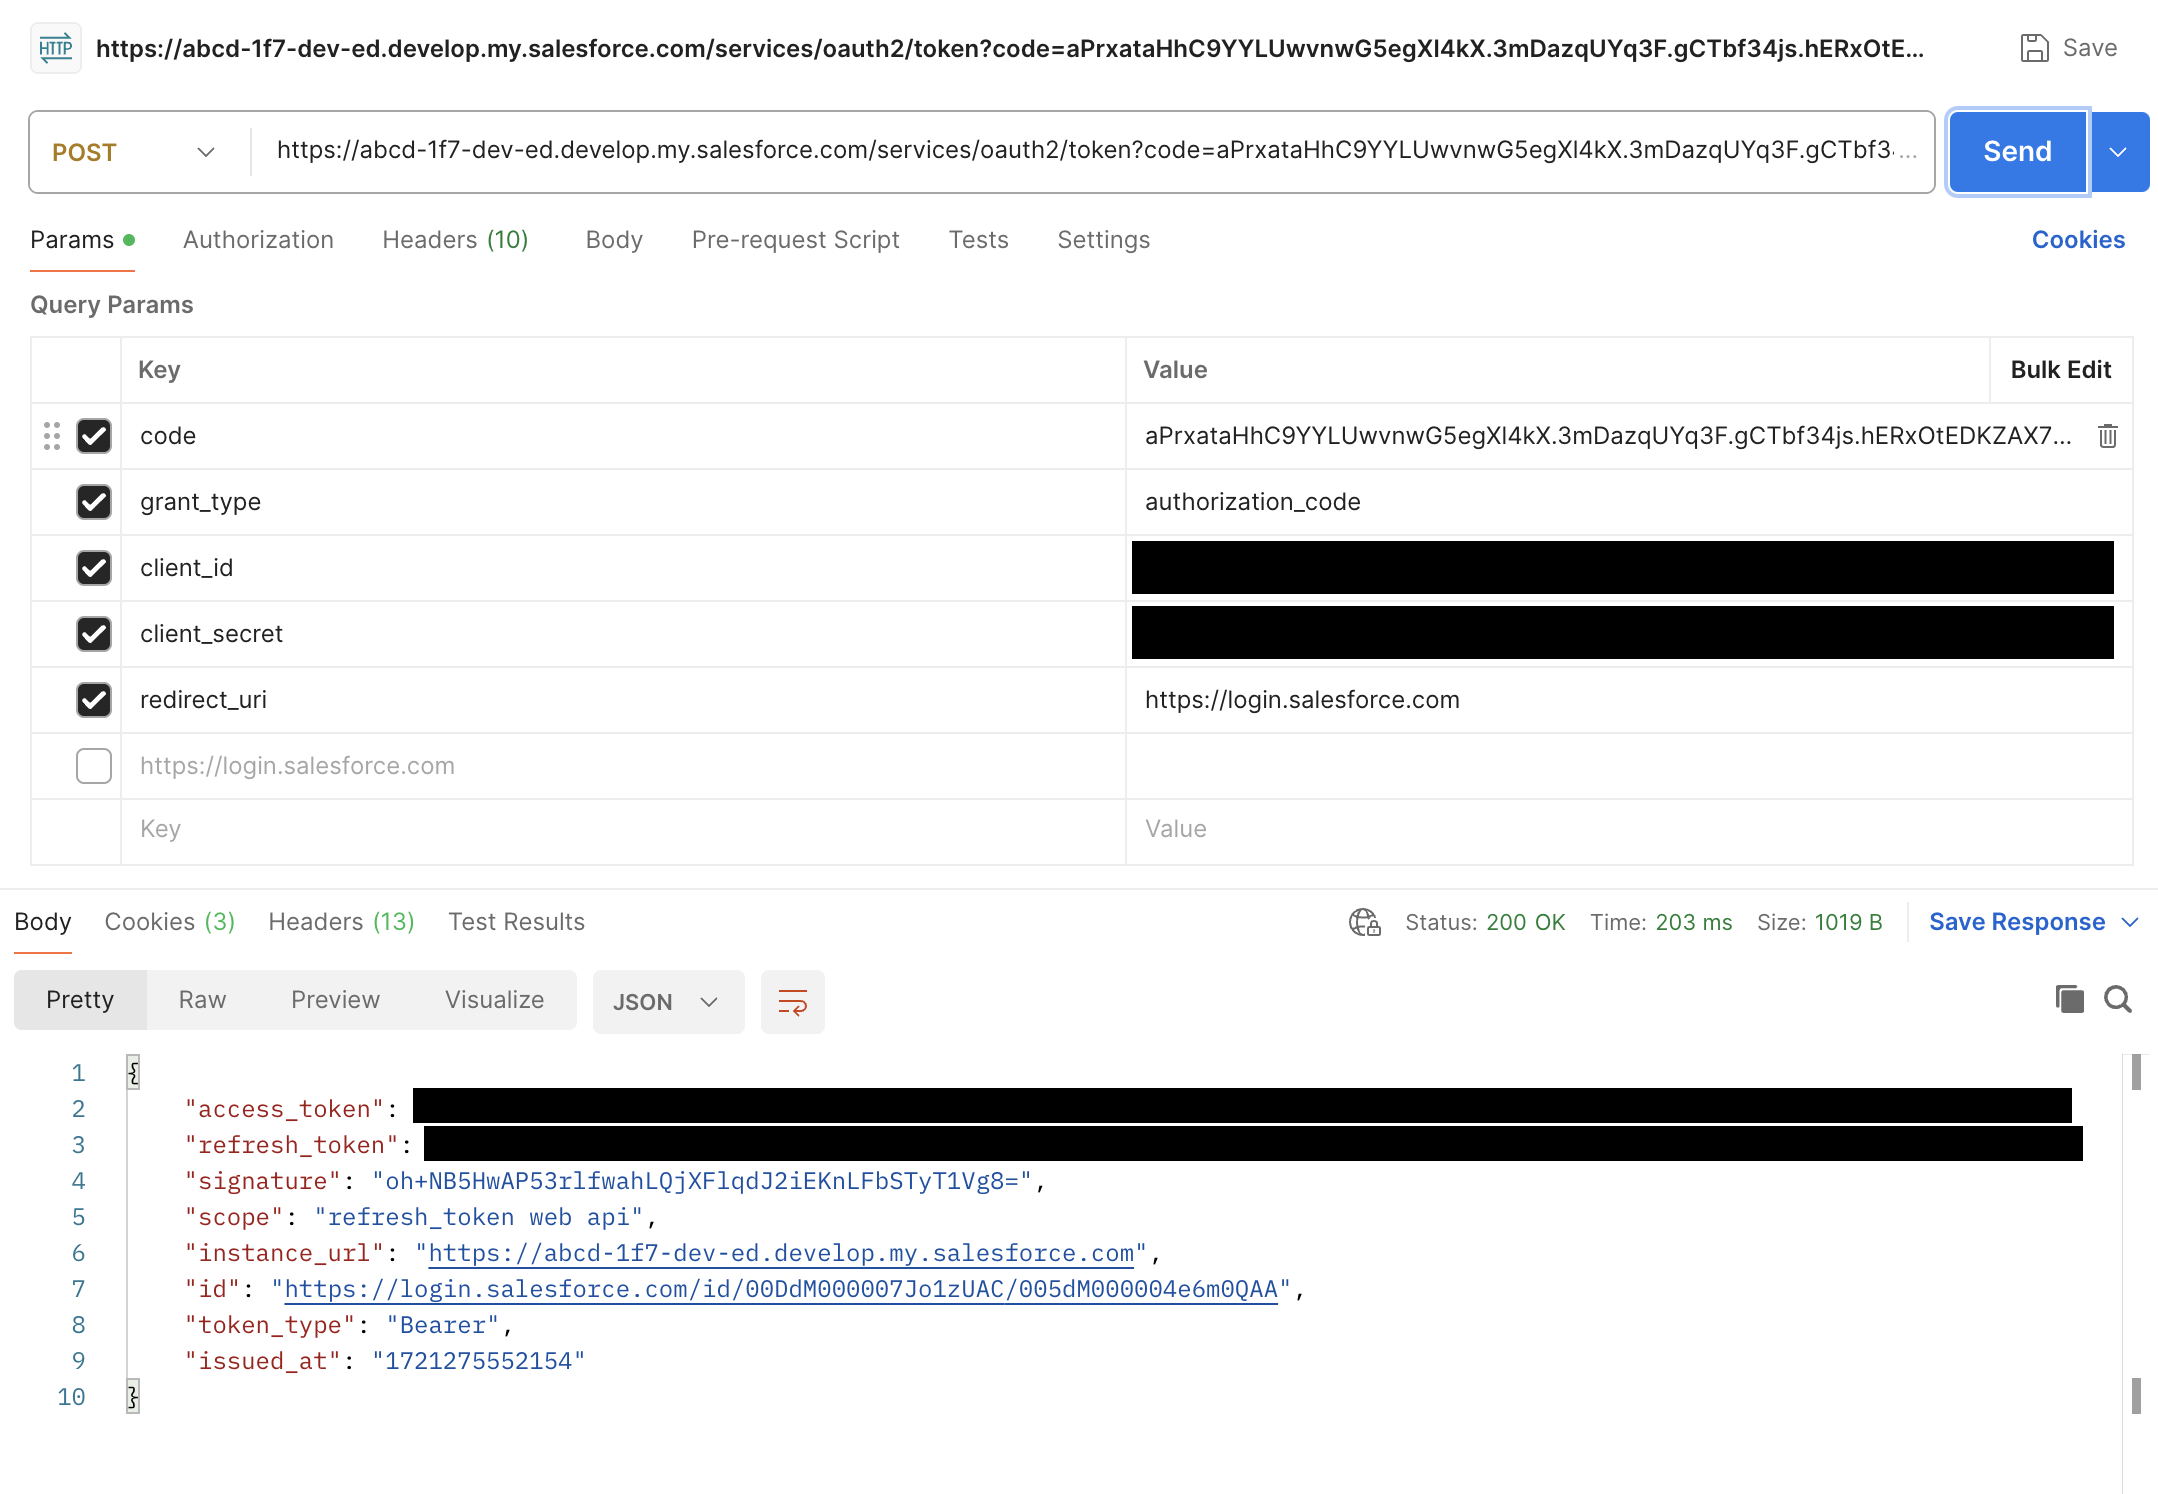 HTTP https://abcd-1f7-dev-ed.develop.my.salesforce.com/services/oauth2/token?code=aPrxataHhC9YYLUwvnwG5egXl4kX.3mDazqUYq3F.gCTbf34js.hERxOtE... Save
POST https://abcd-1f7-dev-ed.develop.my.salesforce.com/services/oauth2/token?code=aPrxataHhC9YYLUwvnwG5egXl4kX.3mDazqUYq3F.gCTbf3... Send
Params Authorization Headers (10) Body Pre-request Script Tests Settings Cookies
Query Params
Key Value Bulk Edit
code aPrxataHhC9YYLUwvnwG5egXl4kX.3mDazqUYq3F.gCTbf34js.hERxOtEDKZAX7...
grant_type authorization_code
client_id
client_secret
redirect_uri https://login.salesforce.com
https://login.salesforce.com
Key Value
Body Cookies (3) Headers (13) Test Results Status: 200 OK Time: 203 ms Size: 1019 B Save Response
Pretty Raw Preview Visualize JSON
1 {
2 "access_token":
3 "refresh_token":
4 "signature": "oh+NB5HwAP53rlfwahLQjXFlqdJ2iEKnLFbSTyT1Vg8=",
5 "scope": "refresh_token web api",
6 "instance_url": "https://abcd-1f7-dev-ed.develop.my.salesforce.com",
7 "id": "https://login.salesforce.com/id/00DdM000007Jo1zUAC/005dM000004e6m0QAA",
8 "token_type": "Bearer",
9 "issued_at": "1721275552154"
10 }